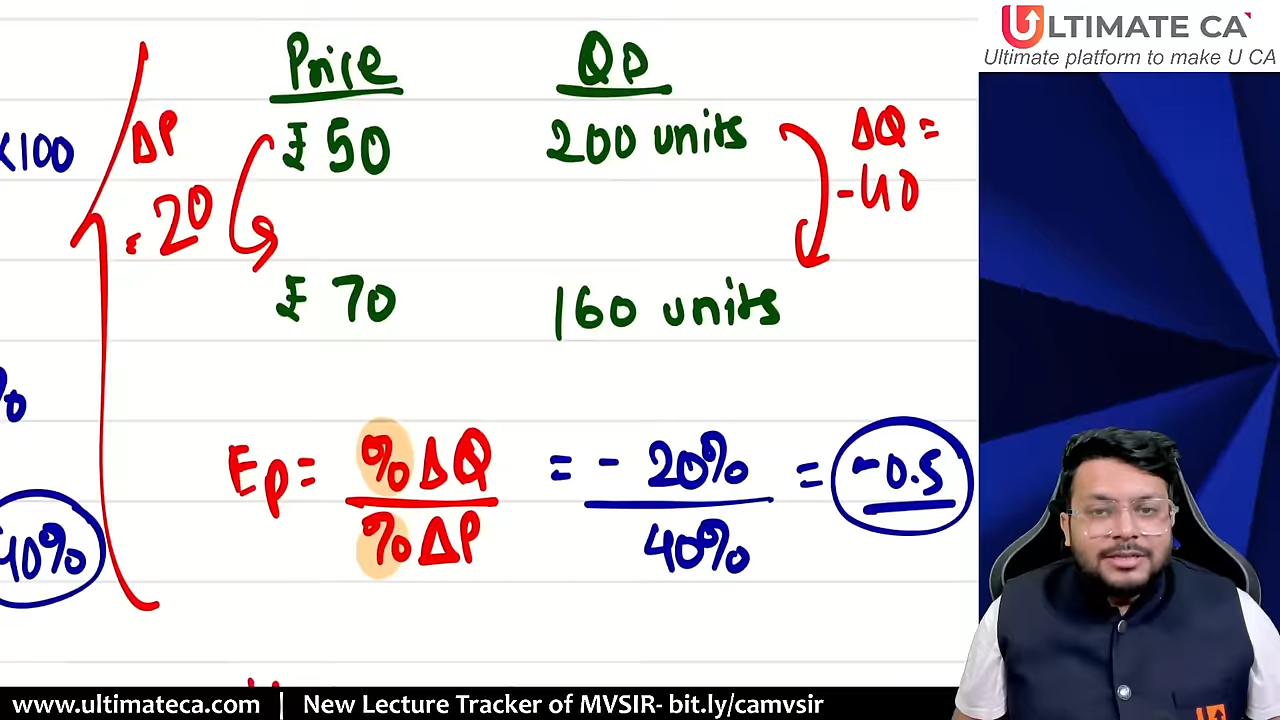 Price QD
×100 ΔP ₹ 50 200 units ΔQ =
= 20 -40
₹ 70 160 units
%
Ep = %ΔQ = - 20% = -0.5
%ΔP 40%
40%
ULTIMATE CA
Ultimate platform to make U CA
www.ultimateca.com | New Lecture Tracker of MVSIR- bit.ly/camvsir